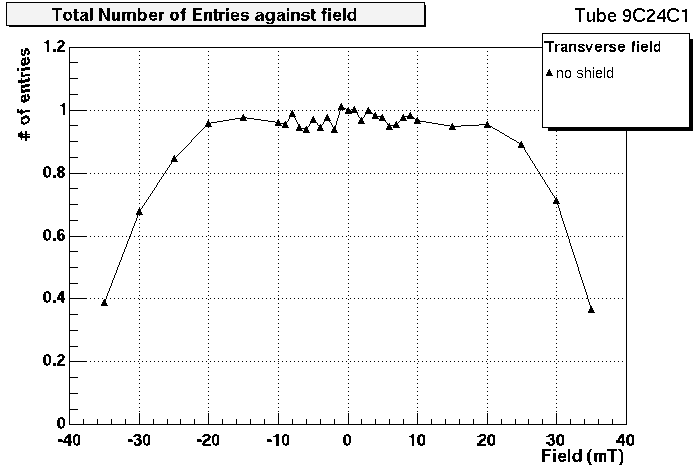 Total Number of Entries against field
Tube 9C24C1
Transverse field
no shield
# of entries
1.2
1
0.8
0.6
0.4
0.2
0
-40 -30 -20 -10 0 10 20 30 40
Field (mT)